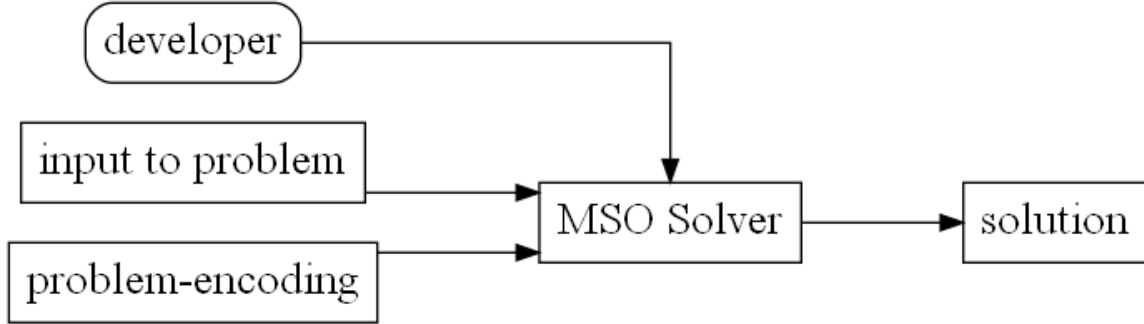 developer
input to problem
MSO Solver
solution
problem-encoding